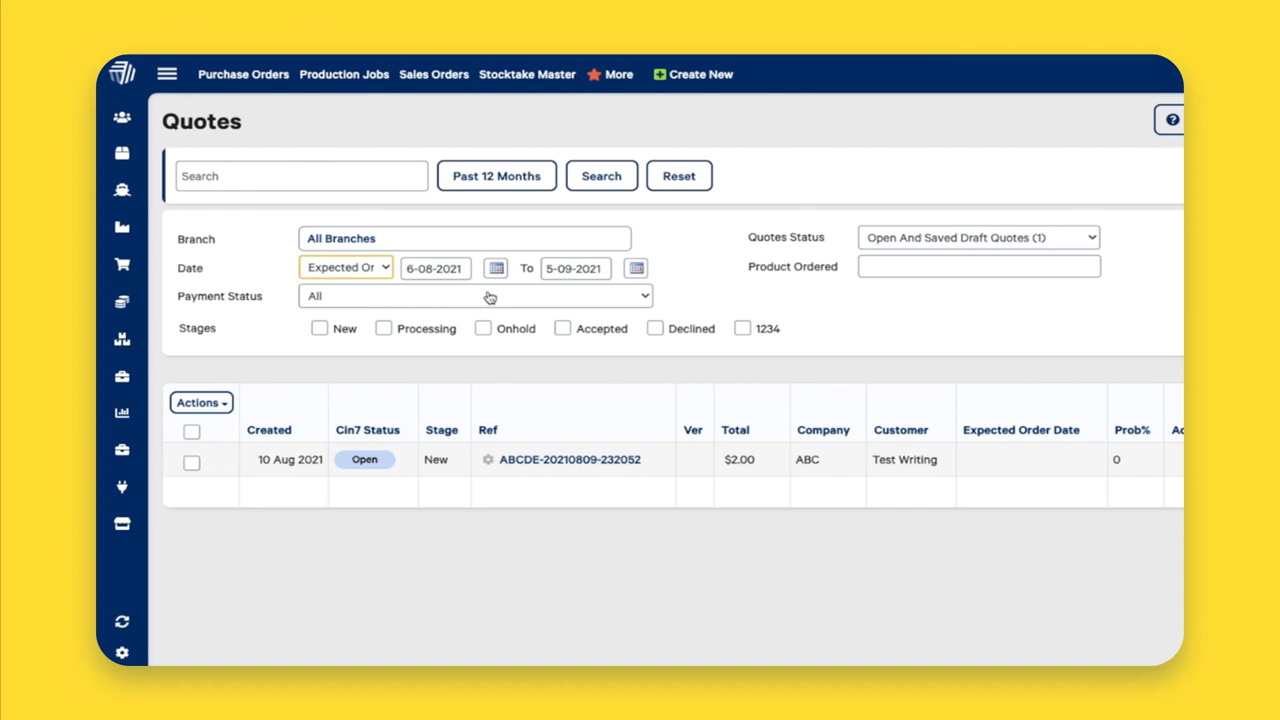 Purchase Orders Production Jobs Sales Orders Stocktake Master More Create New
Quotes
?
Search Past 12 Months Search Reset
Branch All Branches Quotes Status Open And Saved Draft Quotes (1)
Date Expected Or 6-08-2021 To 5-09-2021 Product Ordered
Payment Status All
Stages New Processing Onhold Accepted Declined 1234
Actions
Created Cin7 Status Stage Ref Ver Total Company Customer Expected Order Date Prob% Ac
10 Aug 2021 Open New ABCDE-20210809-232052 $2.00 ABC Test Writing 0